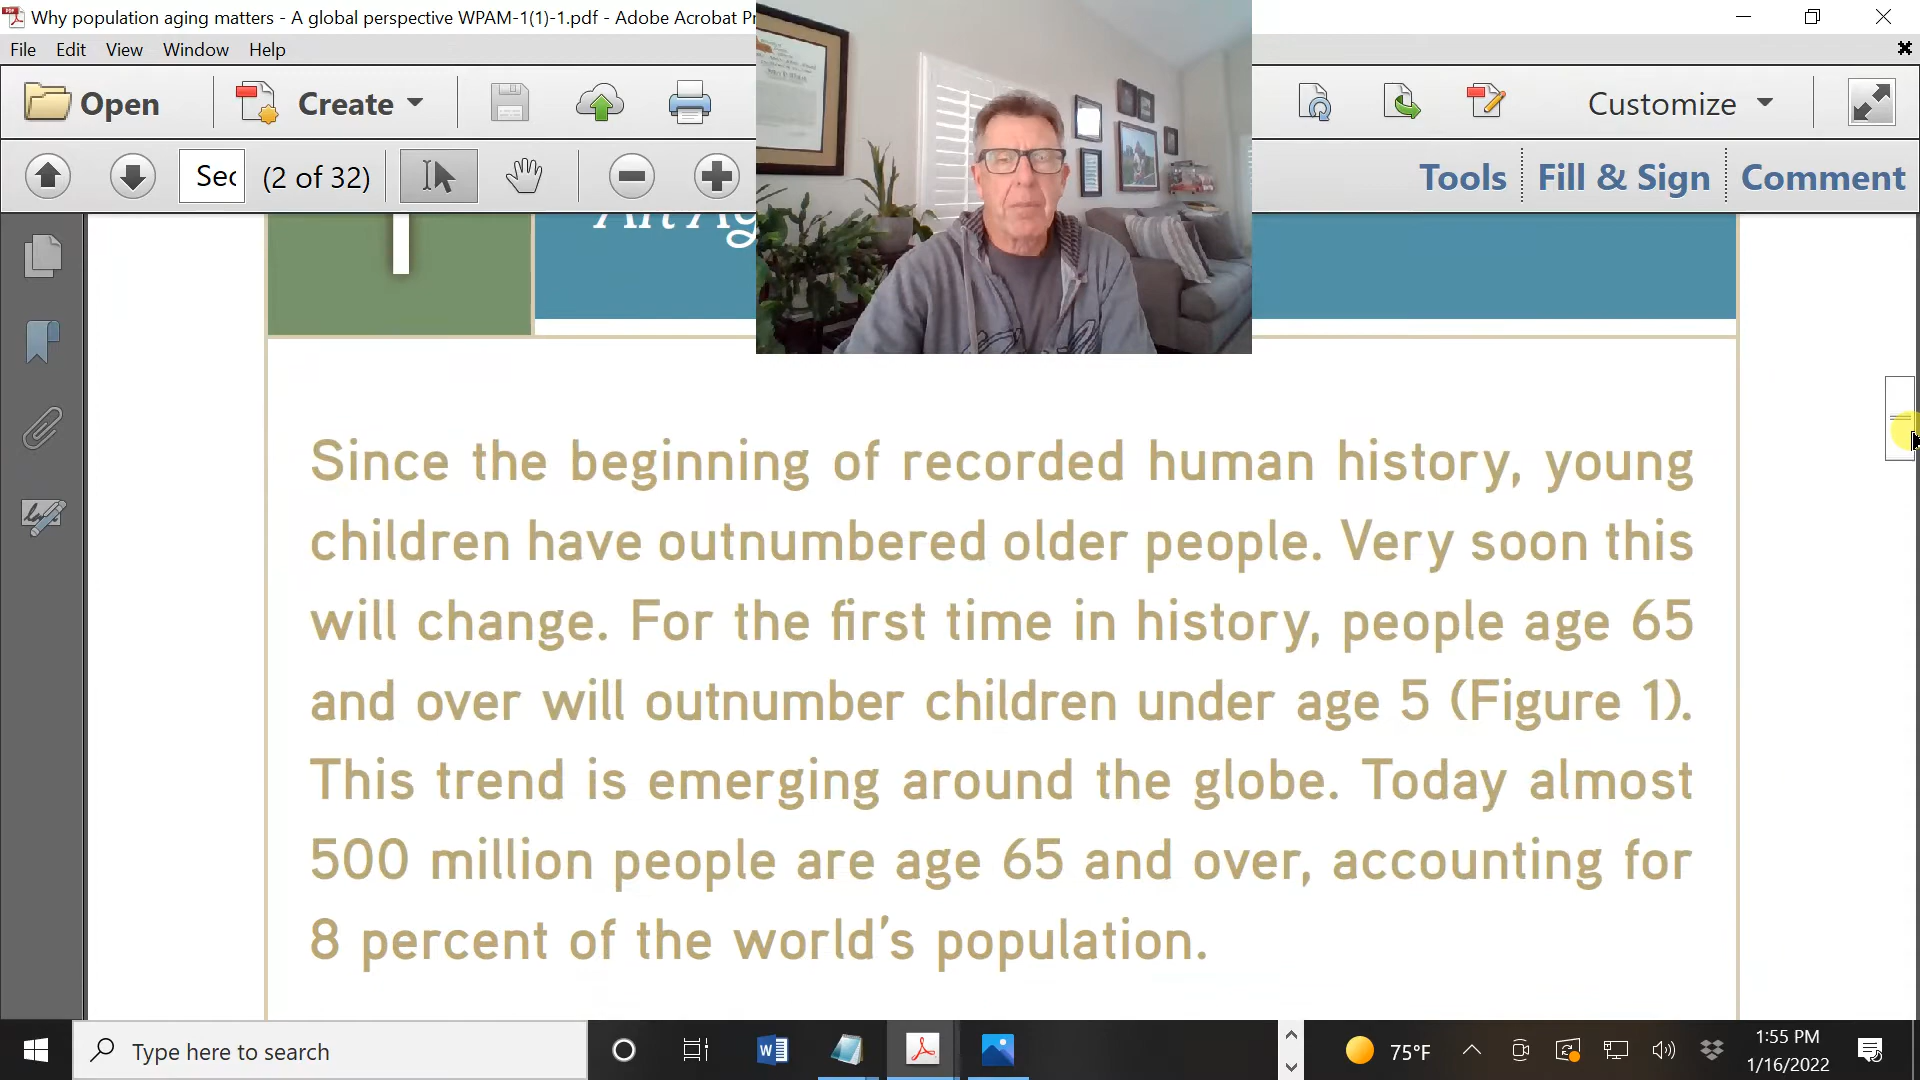 Why population aging matters - A global perspective WPAM-1(1)-1.pdf - Adobe Acrobat Pr
File Edit View Window Help
Open Create Customize
Sec (2 of 32) Tools Fill & Sign Comment
An Ag
Since the beginning of recorded human history, young
children have outnumbered older people. Very soon this
will change. For the first time in history, people age 65
and over will outnumber children under age 5 (Figure 1).
This trend is emerging around the globe. Today almost
500 million people are age 65 and over, accounting for
8 percent of the world's population.
Type here to search
75°F
1:55 PM
1/16/2022